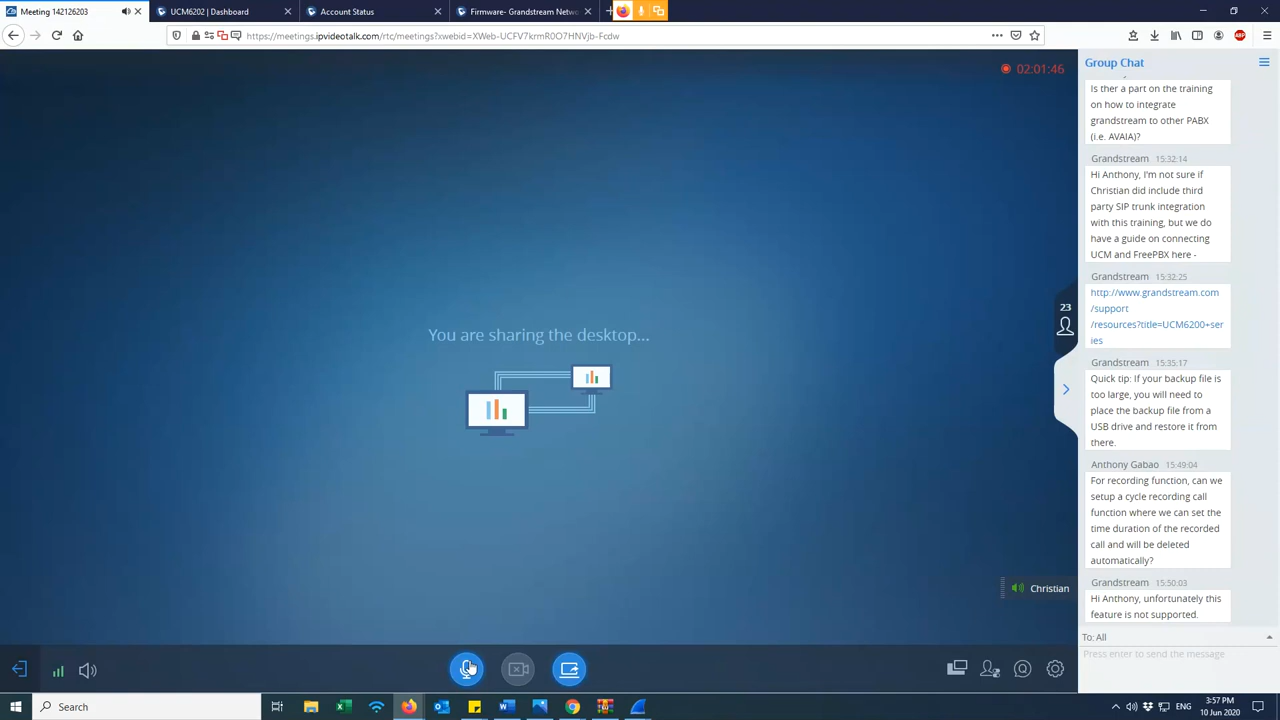 Meeting 142126203
UCM6202 | Dashboard
Account Status
Firmware- Grandstream Netwo
https://meetings.ipvideotalk.com/rtc/meetings?xwebid=XWeb-UCFV7krmR0O7HNVjb-Fcdw
ABP
02:01:46
Group Chat
Is ther a part on the training
on how to integrate
grandstream to other PABX
(i.e. AVAIA)?
Grandstream 15:32:14
Hi Anthony, I'm not sure if
Christian did include third
party SIP trunk integration
with this training, but we do
have a guide on connecting
UCM and FreePBX here -
Grandstream 15:32:25
http://www.grandstream.com
/support
/resources?title=UCM6200+ser
ies
Grandstream 15:35:17
Quick tip: If your backup file is
too large, you will need to
place the backup file from a
USB drive and restore it from
there.
Anthony Gabao 15:49:04
For recording function, can we
setup a cycle recording call
function where we can set the
time duration of the recorded
call and will be deleted
automatically?
Grandstream 15:50:03
Hi Anthony, unfortunately this
feature is not supported.
To: All
Press enter to send the message
23
You are sharing the desktop...
Christian
Search
ENG
3:57 PM
10 Jun 2020